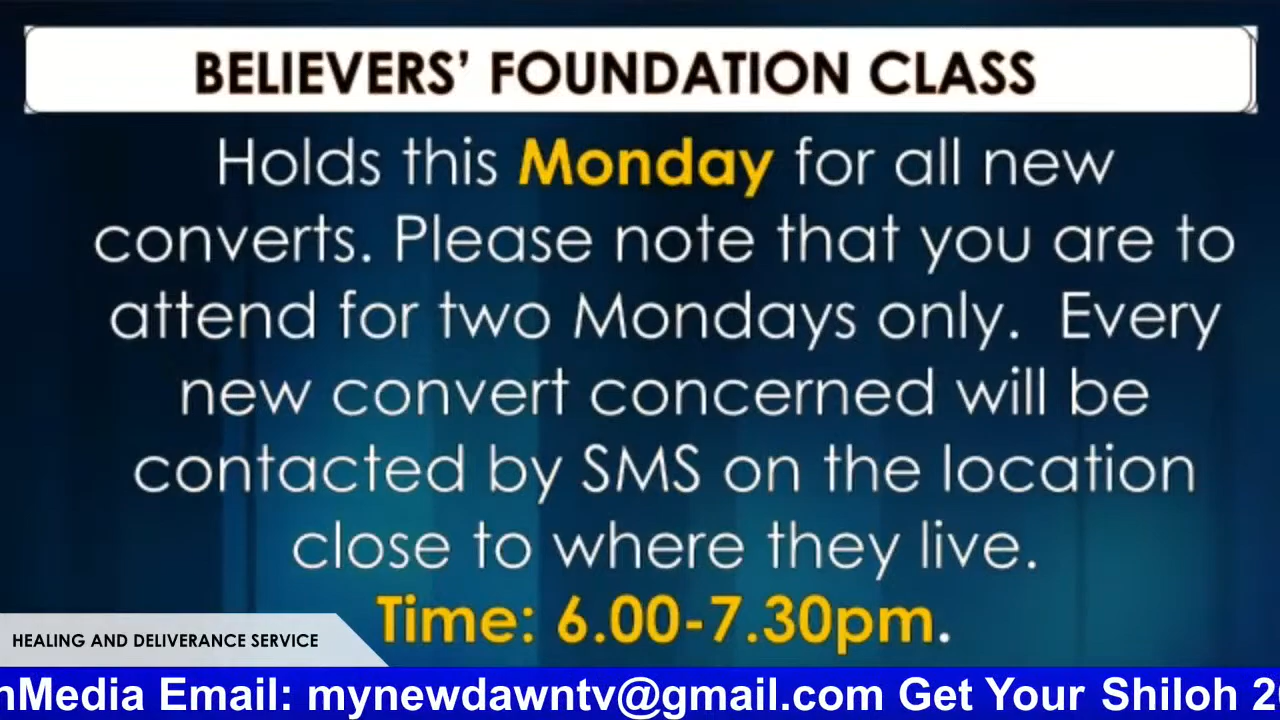 BELIEVERS’ FOUNDATION CLASS
Holds this Monday for all new
converts. Please note that you are to
attend for two Mondays only. Every
new convert concerned will be
contacted by SMS on the location
close to where they live.
Time: 6.00-7.30pm.
HEALING AND DELIVERANCE SERVICE
nMedia Email: mynewdawntv@gmail.com Get Your Shiloh 2